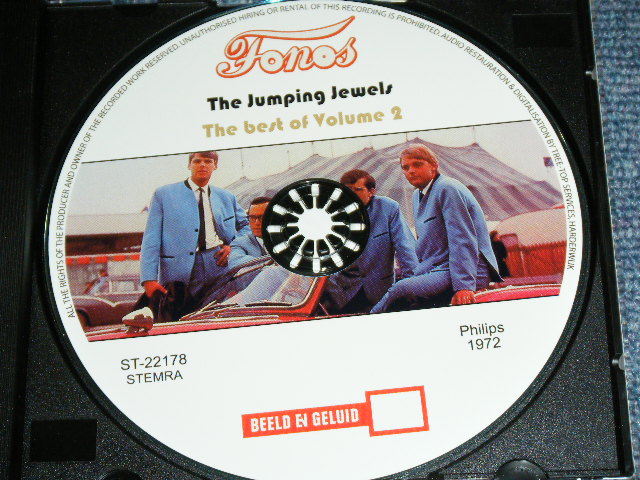 ALL THE RIGHTS OF THE PRODUCER AND OWNER OF THE RECORDED WORK RESERVED. UNAUTHORISED HIRING OR RENTAL OF THIS RECORDING IS PROHIBITED. AUDIO RESTAURATION & DIGITALISATION BY TREE-TOP SERVICES, HARDERWIJK
Fonos
The Jumping Jewels
The best of Volume 2
ST-22178
STEMRA
Philips
1972
BEELD EN GELUID